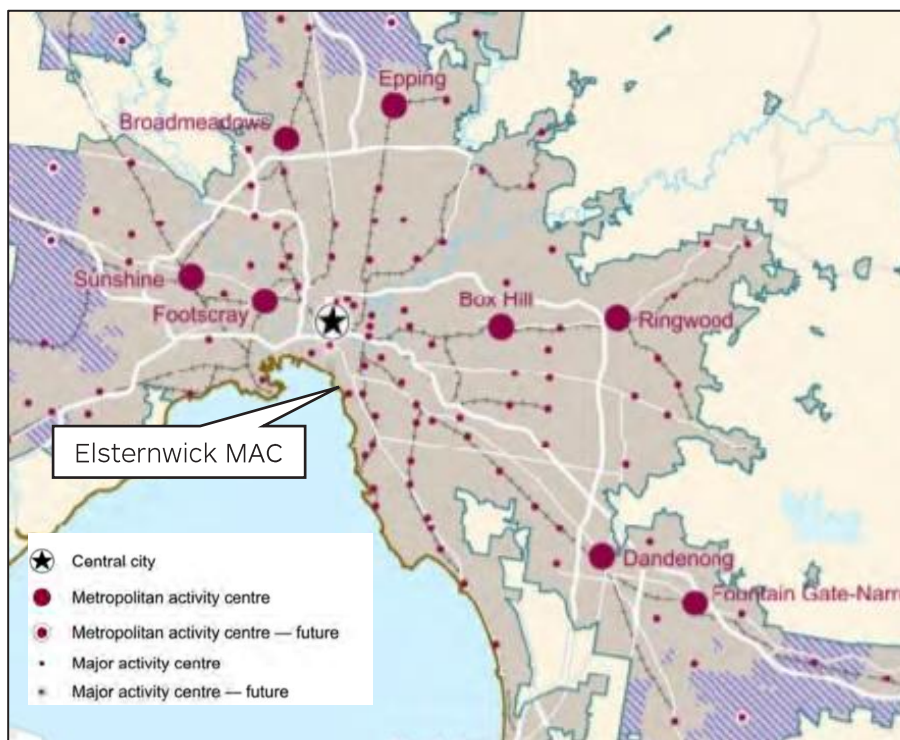 Epping
Broadmeadows
Sunshine
Footscray
Box Hill
Ringwood
Elsternwick MAC
Dandenong
Fountain Gate-Narr
Central city
Metropolitan activity centre
Metropolitan activity centre — future
Major activity centre
Major activity centre — future